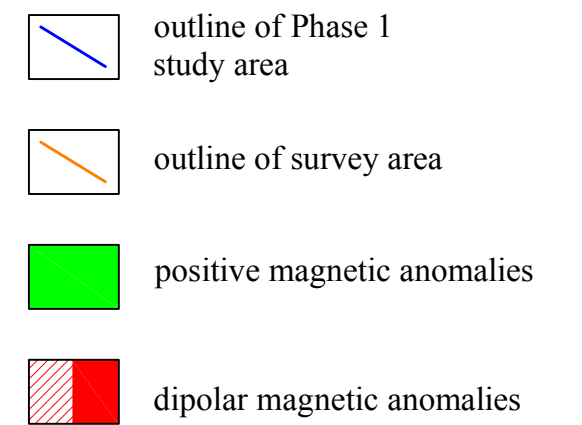 outline of Phase 1
study area
outline of survey area
positive magnetic anomalies
dipolar magnetic anomalies